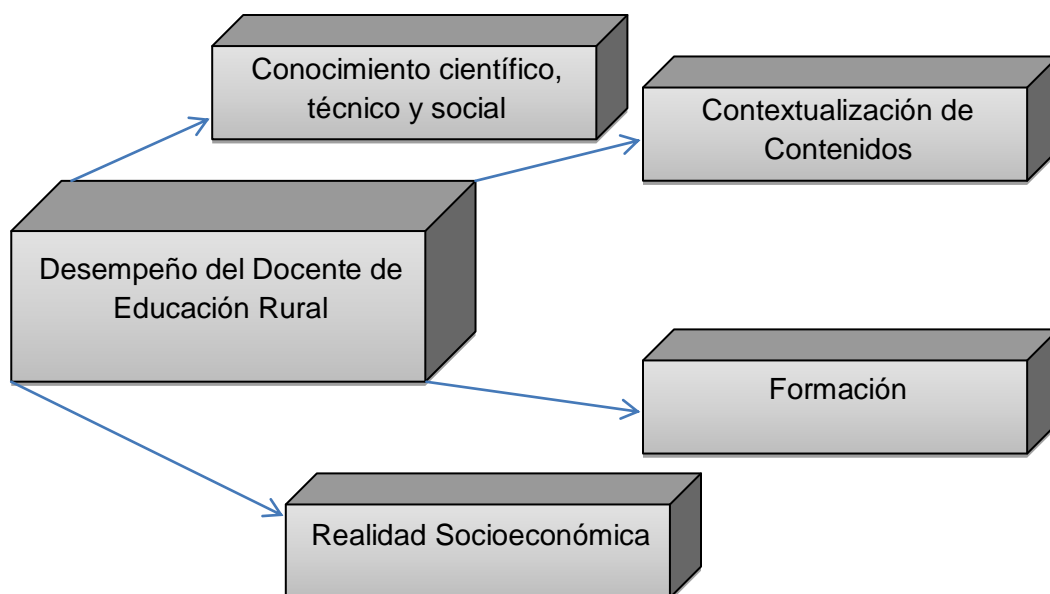 Conocimiento científico,
técnico y social
Contextualización de
Contenidos
Desempeño del Docente de
Educación Rural
Formación
Realidad Socioeconómica